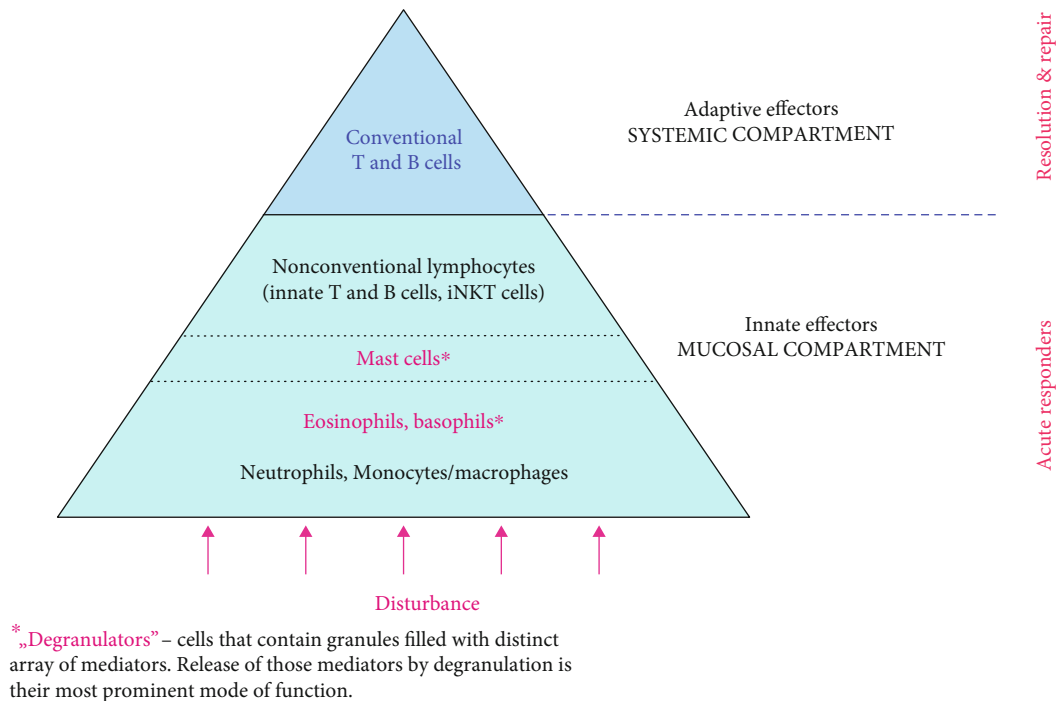 Conventional
T and B cells
Adaptive effectors
SYSTEMIC COMPARTMENT
Resolution & repair
Nonconventional lymphocytes
(innate T and B cells, iNKT cells)
Mast cells*
Innate effectors
MUCOSAL COMPARTMENT
Acute responders
Eosinophils, basophils*
Neutrophils, Monocytes/macrophages
Disturbance
*„Degranulators” – cells that contain granules filled with distinct
array of mediators. Release of those mediators by degranulation is
their most prominent mode of function.